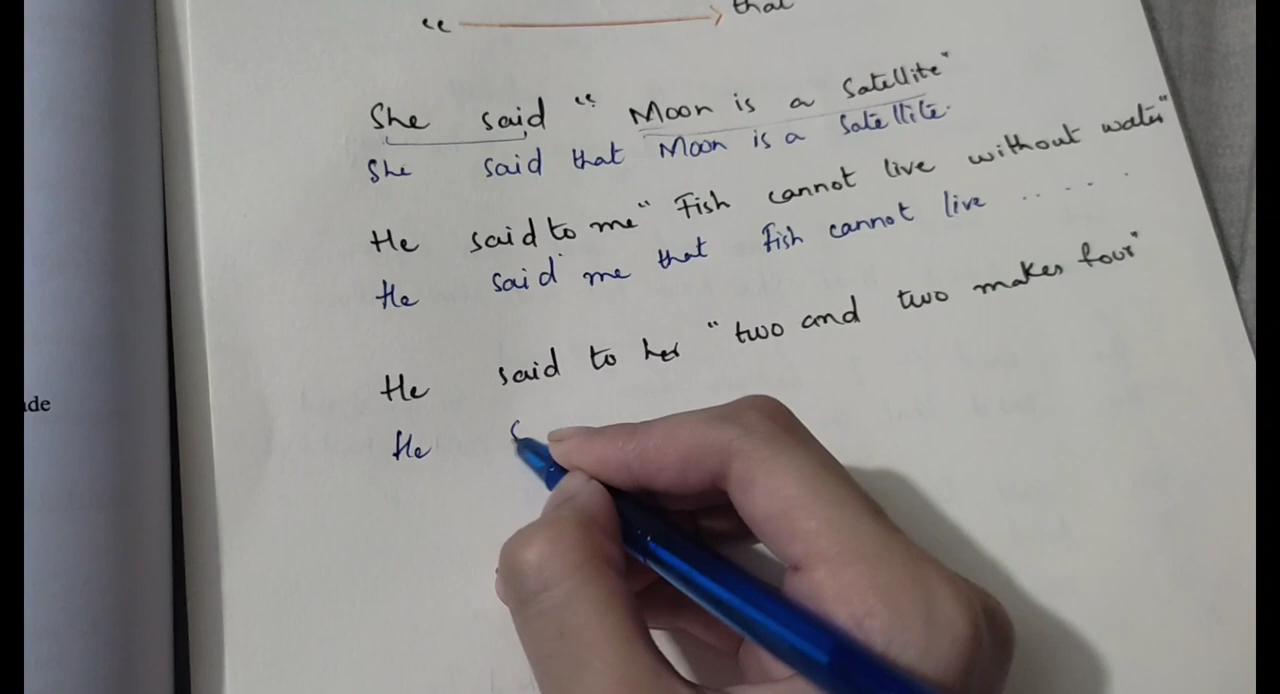 “ → that
She said “ Moon is a Satellite”
She said that Moon is a satellite.
He said to me “ Fish cannot live without water”
He said me that fish cannot live .....
He said to her “ two and two makes four”
He S
ide